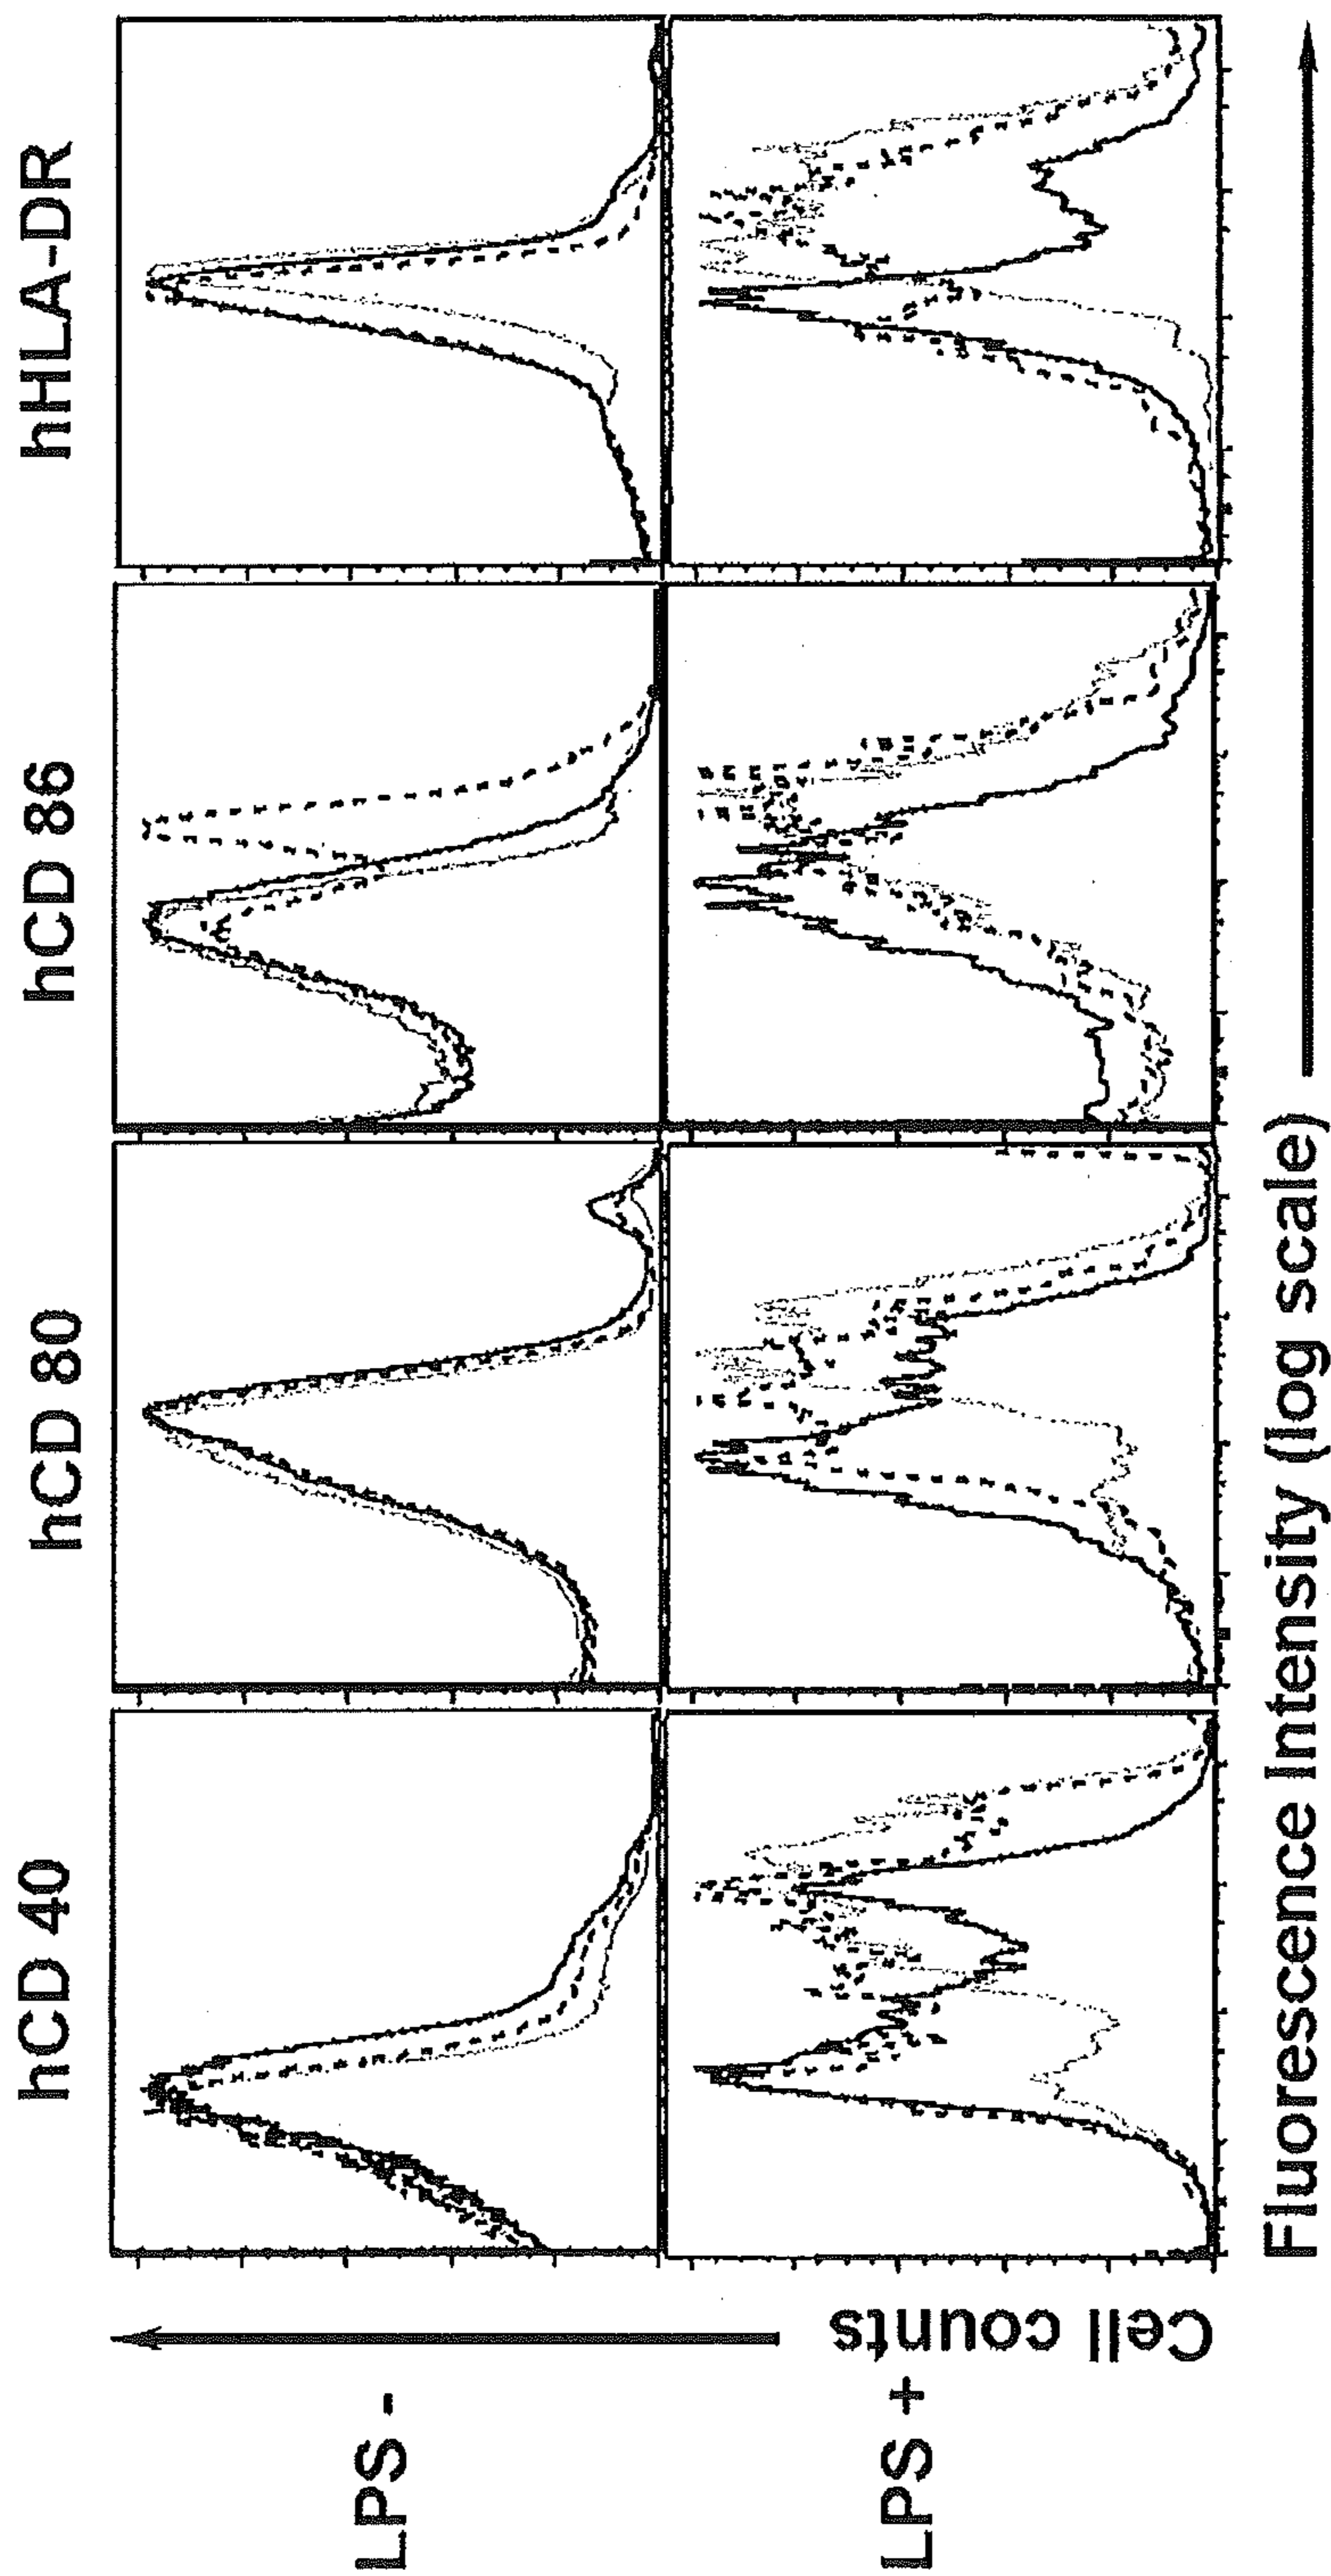 hCD 40
hCD 80
hCD 86
hHLA-DR
LPS -
LPS +
Cell counts
Fluorescence Intensity (log scale)